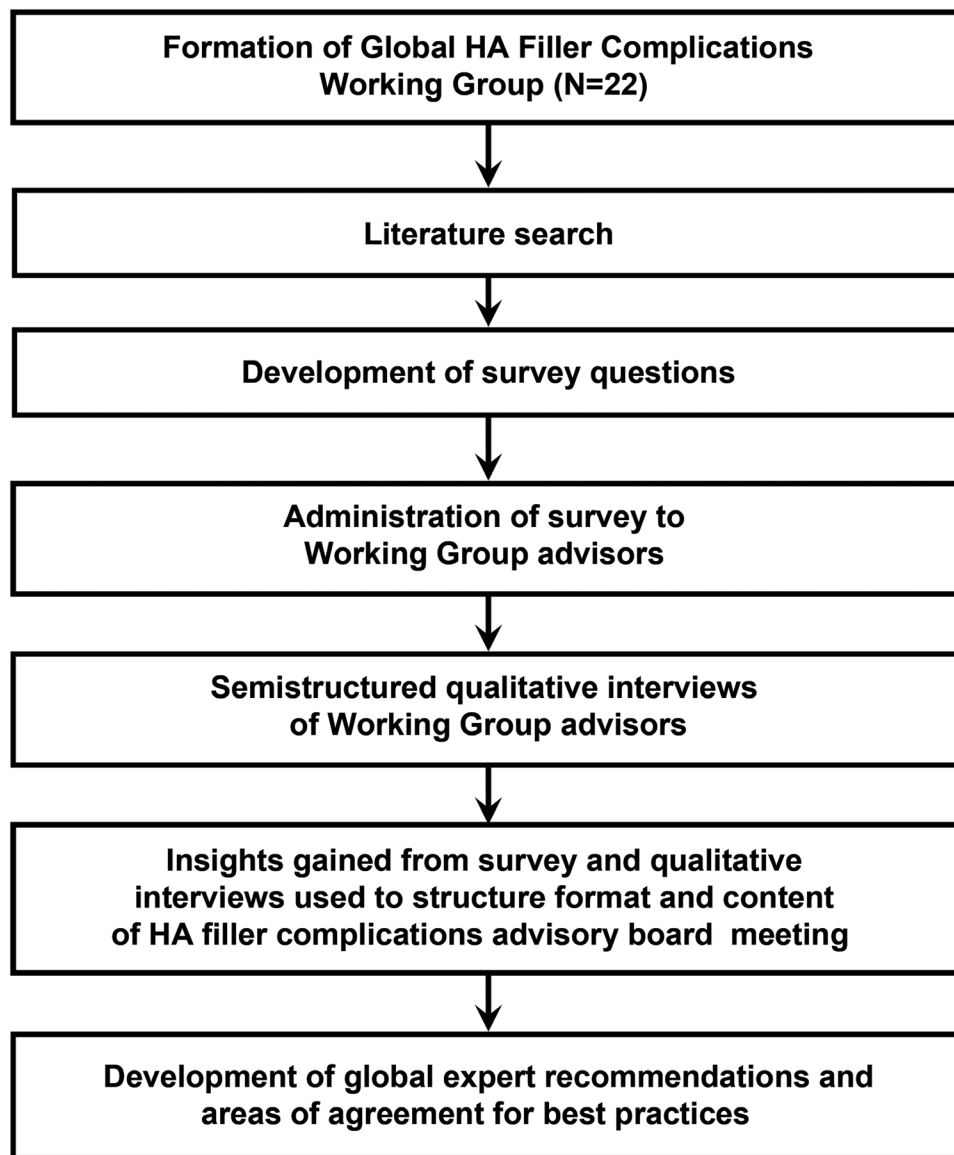 Formation of Global HA Filler Complications
Working Group (N=22)
Literature search
Development of survey questions
Administration of survey to
Working Group advisors
Semistructured qualitative interviews
of Working Group advisors
Insights gained from survey and qualitative
interviews used to structure format and content
of HA filler complications advisory board meeting
Development of global expert recommendations and
areas of agreement for best practices